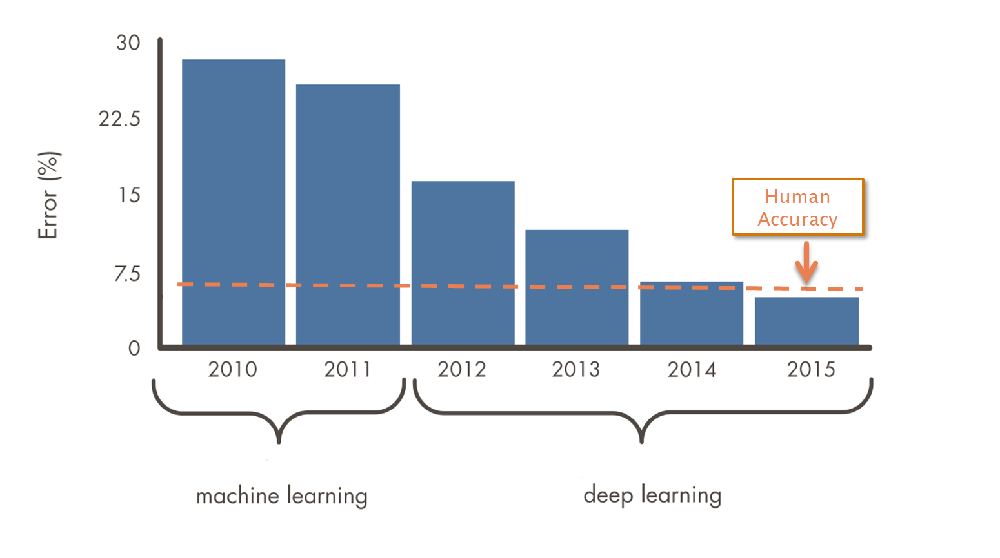 30
22.5
15
7.5
0
Error (%)
Human
Accuracy
2010 2011 2012 2013 2014 2015
machine learning
deep learning